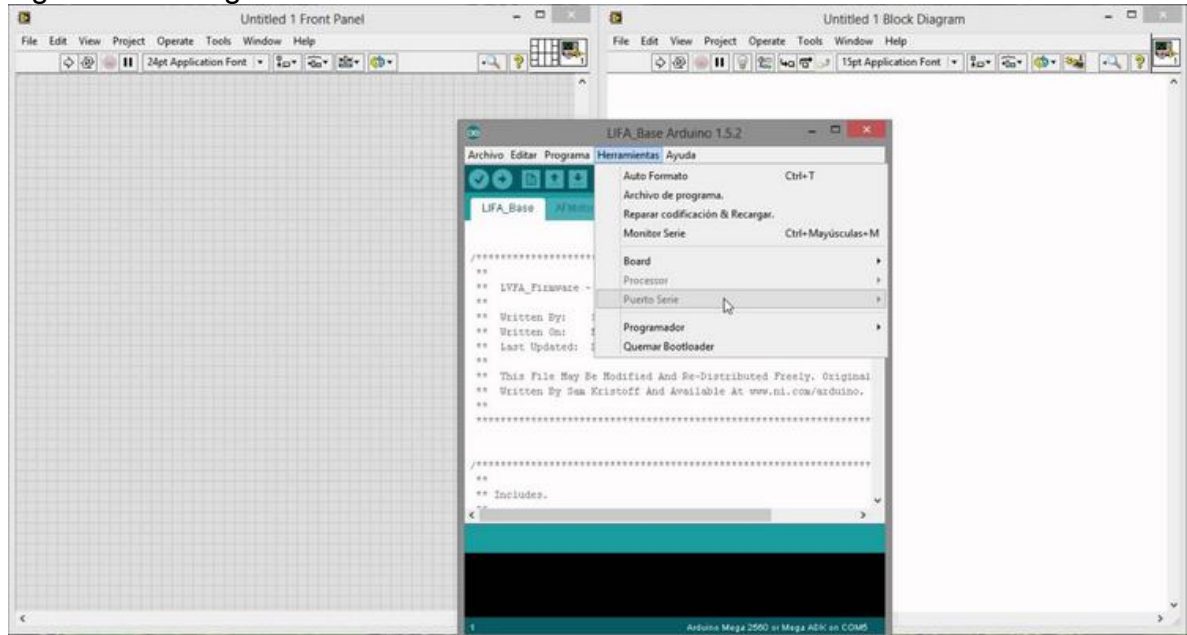 Untitled 1 Front Panel
File Edit View Project Operate Tools Window Help
24pt Application Font
Untitled 1 Block Diagram
File Edit View Project Operate Tools Window Help
15pt Application Font
LIFA_Base Arduino 1.5.2
Archivo Editar Programa Herramientas Ayuda
Auto Formato Ctrl+T
Archivo de programa.
Reparar codificación & Recargar.
Monitor Serie Ctrl+Mayúsculas+M
Board
Processor
Puerto Serie
Programador
Quemar Bootloader
LIFA_Base
/**********************
**
** LVFA_Firmware -
**
** Written By:
** Written On:
** Last Updated:
**
** This File May Be Modified And Re-Distributed Freely. Original
** Written By Sam Kristoff And Available At www.ni.com/arduino.
**
**
** Includes.
1
Arduino Mega 2560 or Mega ADK on COM5